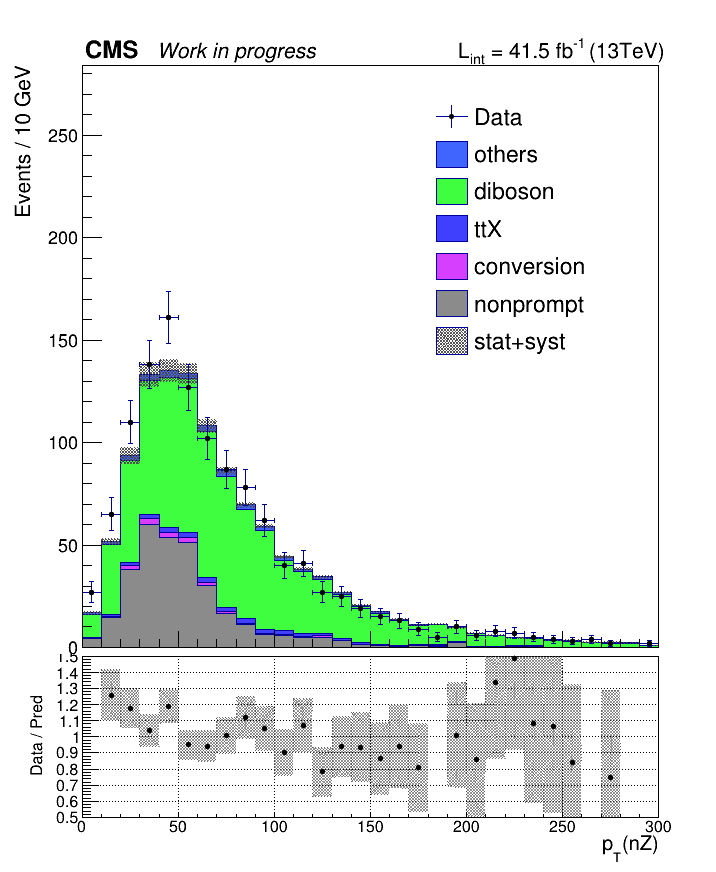 CMS Work in progress L_int = 41.5 fb^-1 (13TeV)
Events / 10 GeV
250
200
150
100
50
0
Data
others
diboson
ttX
conversion
nonprompt
stat+syst
Data / Pred
1.5
1.4
1.3
1.2
1.1
1
0.9
0.8
0.7
0.6
0.5
0 50 100 150 200 250 300
p_T(nZ)